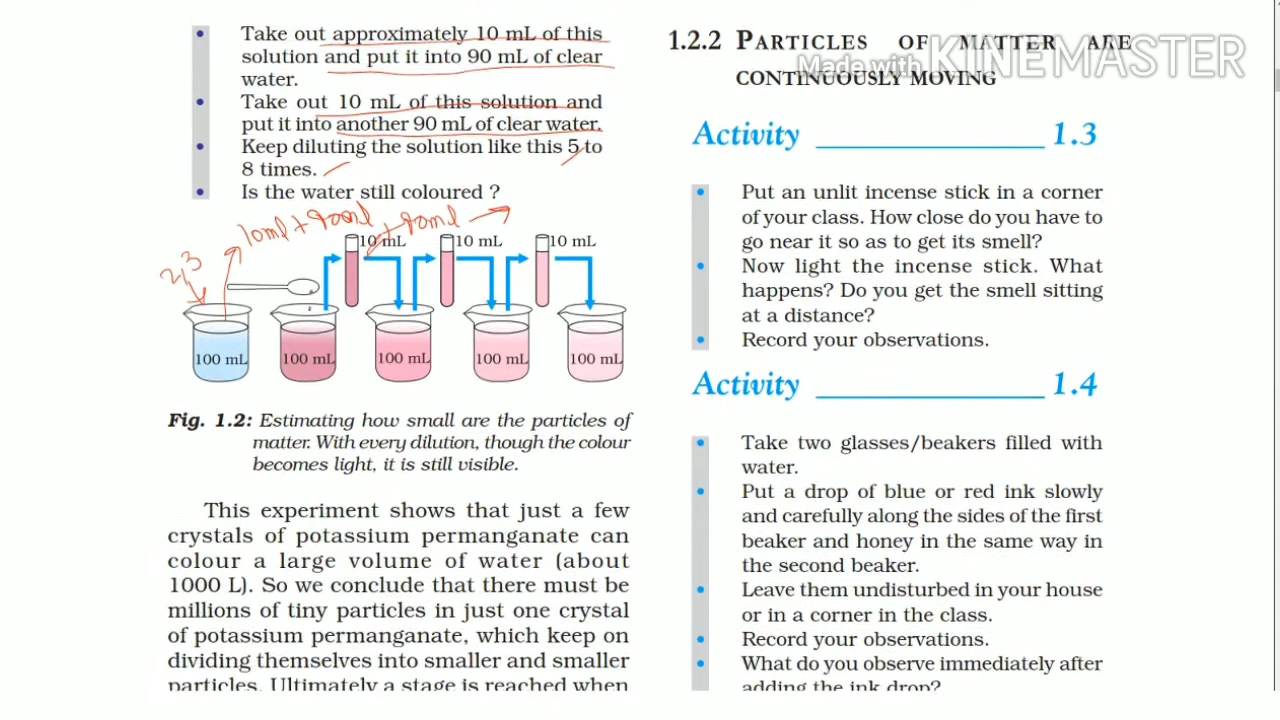 Take out approximately 10 mL of this
solution and put it into 90 mL of clear
water.
Take out 10 mL of this solution and
put it into another 90 mL of clear water.
Keep diluting the solution like this 5 to
8 times.
Is the water still coloured ?
10ml + 90ml + 90ml
2,3
10 mL
10 mL
10 mL
100 mL
100 mL
100 mL
100 mL
100 mL
Fig. 1.2: Estimating how small are the particles of
matter. With every dilution, though the colour
becomes light, it is still visible.
This experiment shows that just a few
crystals of potassium permanganate can
colour a large volume of water (about
1000 L). So we conclude that there must be
millions of tiny particles in just one crystal
of potassium permanganate, which keep on
dividing themselves into smaller and smaller
particles. Ultimately a stage is reached when
1.2.2 PARTICLES OF MATTER ARE
CONTINUOUSLY MOVING
Made with KINEMASTER
Activity 1.3
Put an unlit incense stick in a corner
of your class. How close do you have to
go near it so as to get its smell?
Now light the incense stick. What
happens? Do you get the smell sitting
at a distance?
Record your observations.
Activity 1.4
Take two glasses/beakers filled with
water.
Put a drop of blue or red ink slowly
and carefully along the sides of the first
beaker and honey in the same way in
the second beaker.
Leave them undisturbed in your house
or in a corner in the class.
Record your observations.
What do you observe immediately after
adding the ink drop?